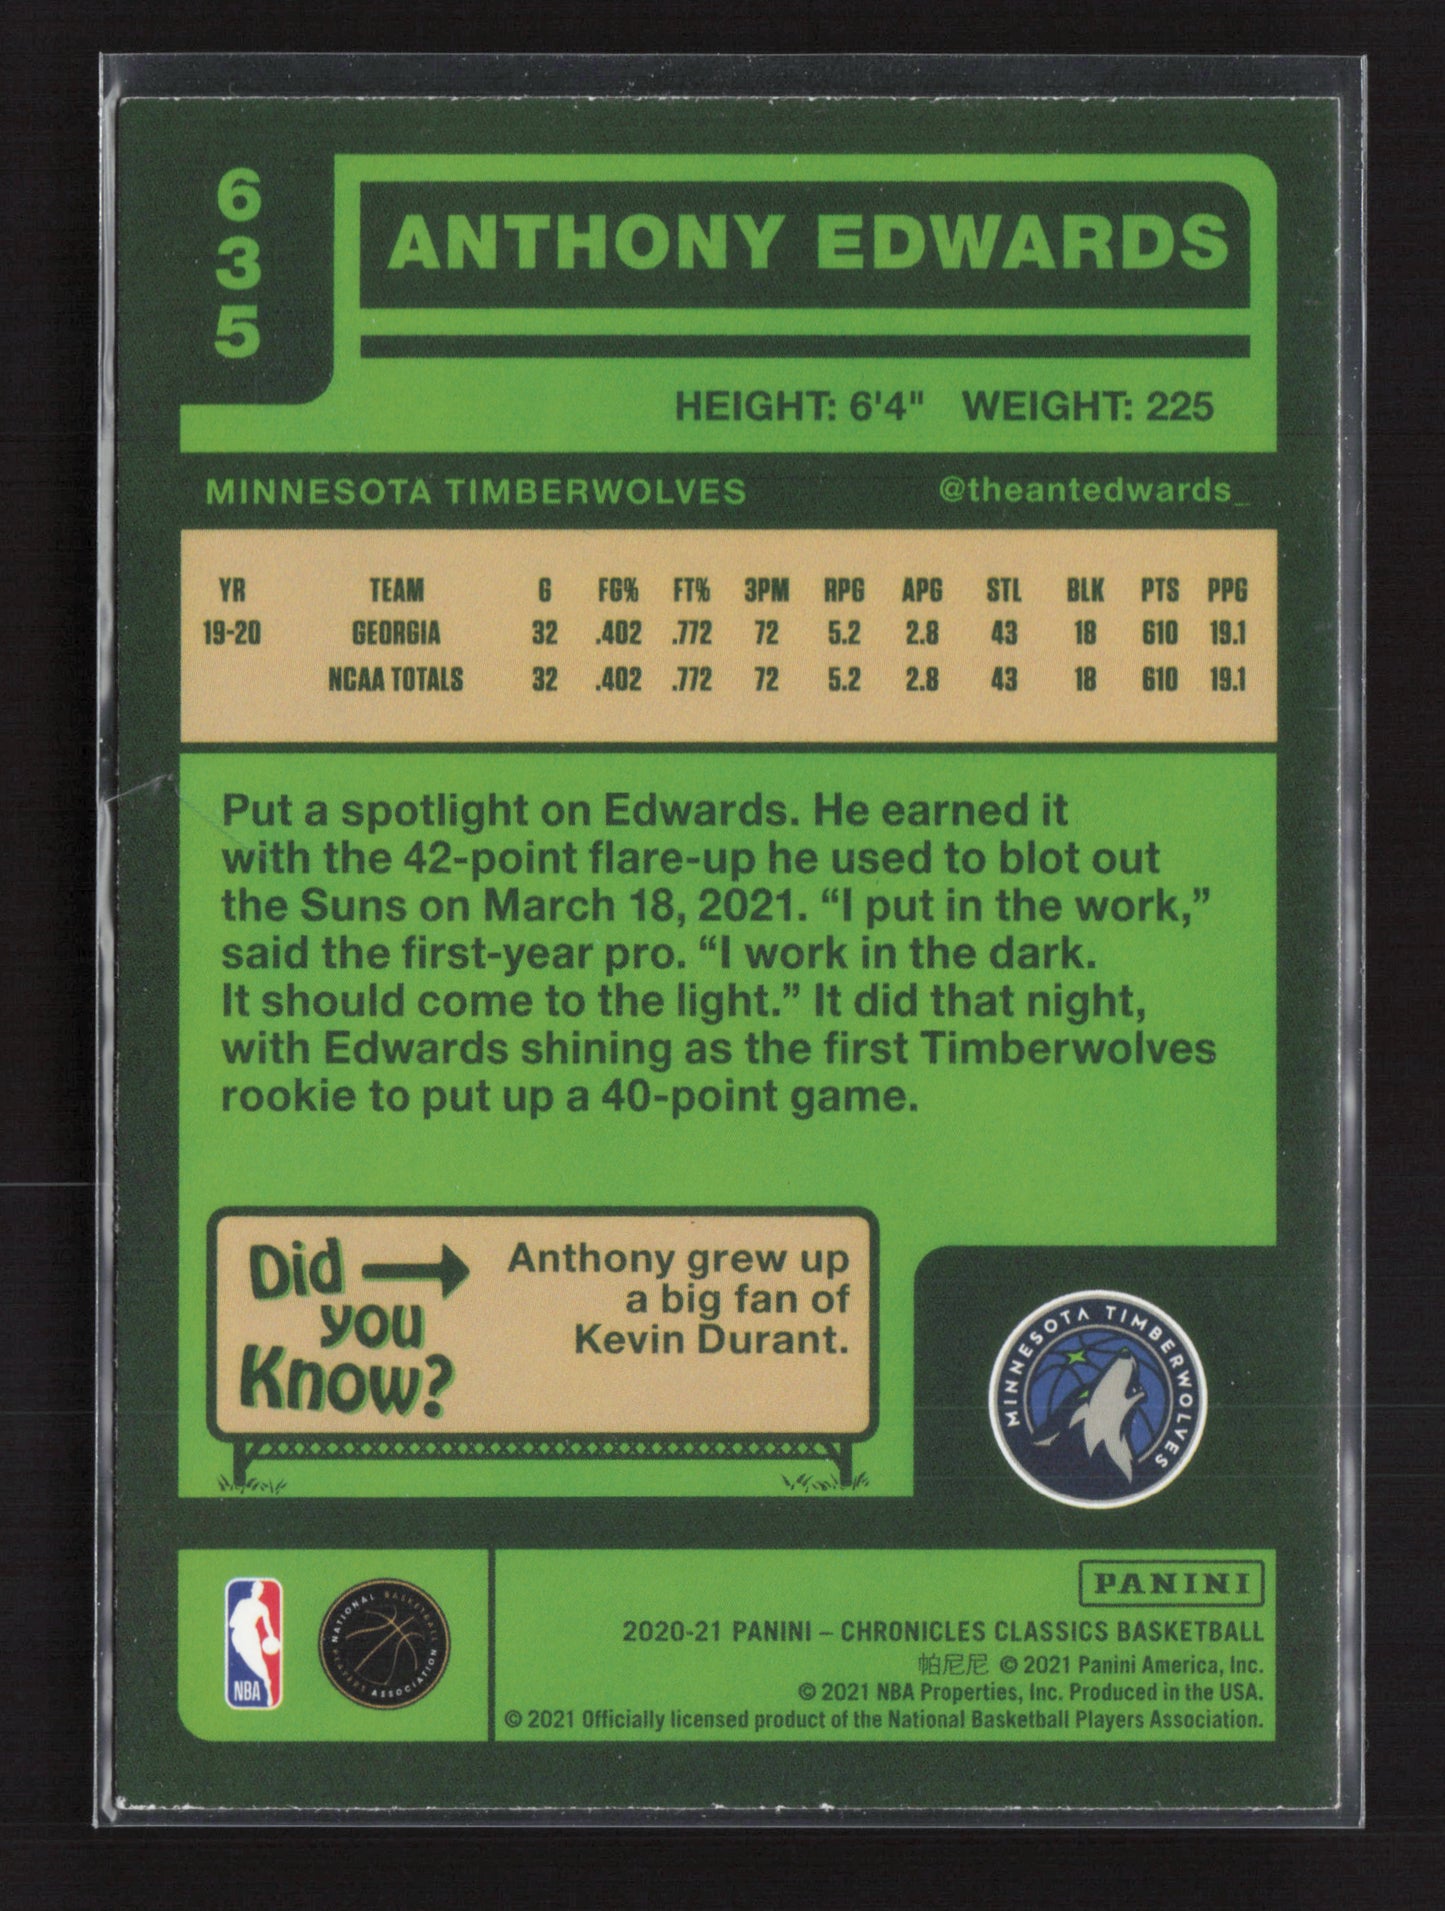 635
ANTHONY EDWARDS
HEIGHT: 6'4" WEIGHT: 225
MINNESOTA TIMBERWOLVES @theantedwards_
YR TEAM G FG% FT% 3PM RPG APG STL BLK PTS PPG
19-20 GEORGIA 32 .402 .772 72 5.2 2.8 43 18 610 19.1
NCAA TOTALS 32 .402 .772 72 5.2 2.8 43 18 610 19.1
Put a spotlight on Edwards. He earned it
with the 42-point flare-up he used to blot out
the Suns on March 18, 2021. “I put in the work,”
said the first-year pro. “I work in the dark.
It should come to the light.” It did that night,
with Edwards shining as the first Timberwolves
rookie to put up a 40-point game.
Did
you
Know?
Anthony grew up
a big fan of
Kevin Durant.
MINNESOTA TIMBERWOLVES
NBA
NATIONAL BASKETBALL
PLAYERS ASSOCIATION
PANINI
2020-21 PANINI – CHRONICLES CLASSICS BASKETBALL
帕尼尼 © 2021 Panini America, Inc.
© 2021 NBA Properties, Inc. Produced in the USA.
© 2021 Officially licensed product of the National Basketball Players Association.